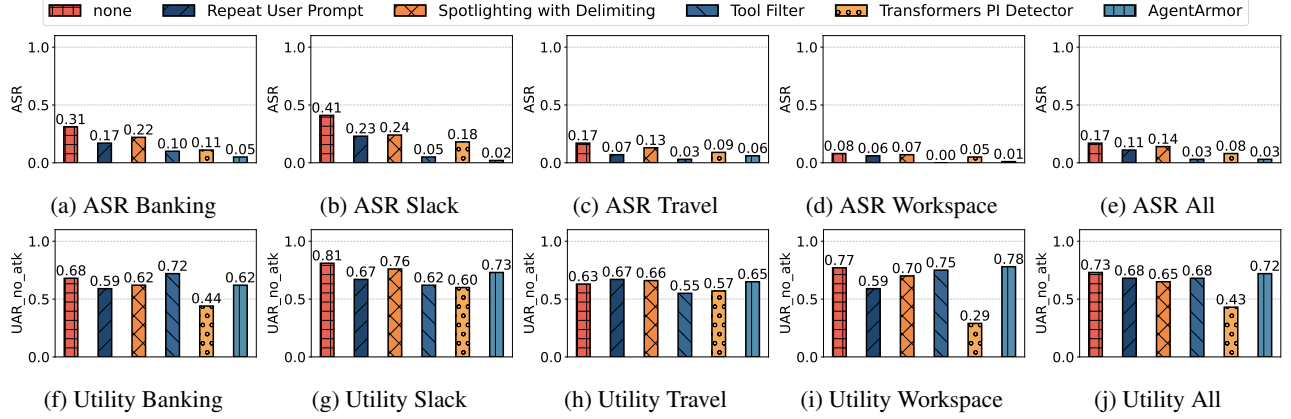 none Repeat User Prompt Spotlighting with Delimiting Tool Filter Transformers PI Detector AgentArmor
ASR 1.0 0.5 0.0 0.31 0.17 0.22 0.10 0.11 0.05
ASR 1.0 0.5 0.0 0.41 0.23 0.24 0.05 0.18 0.02
ASR 1.0 0.5 0.0 0.17 0.07 0.13 0.03 0.09 0.06
ASR 1.0 0.5 0.0 0.08 0.06 0.07 0.00 0.05 0.01
ASR 1.0 0.5 0.0 0.17 0.11 0.14 0.03 0.08 0.03
(a) ASR Banking (b) ASR Slack (c) ASR Travel (d) ASR Workspace (e) ASR All
UAR_no_atk 1.0 0.5 0.0 0.68 0.59 0.62 0.72 0.44 0.62
UAR_no_atk 1.0 0.5 0.0 0.81 0.67 0.76 0.62 0.60 0.73
UAR_no_atk 1.0 0.5 0.0 0.63 0.67 0.66 0.55 0.57 0.65
UAR_no_atk 1.0 0.5 0.0 0.77 0.59 0.70 0.75 0.29 0.78
UAR_no_atk 1.0 0.5 0.0 0.73 0.68 0.65 0.68 0.43 0.72
(f) Utility Banking (g) Utility Slack (h) Utility Travel (i) Utility Workspace (j) Utility All